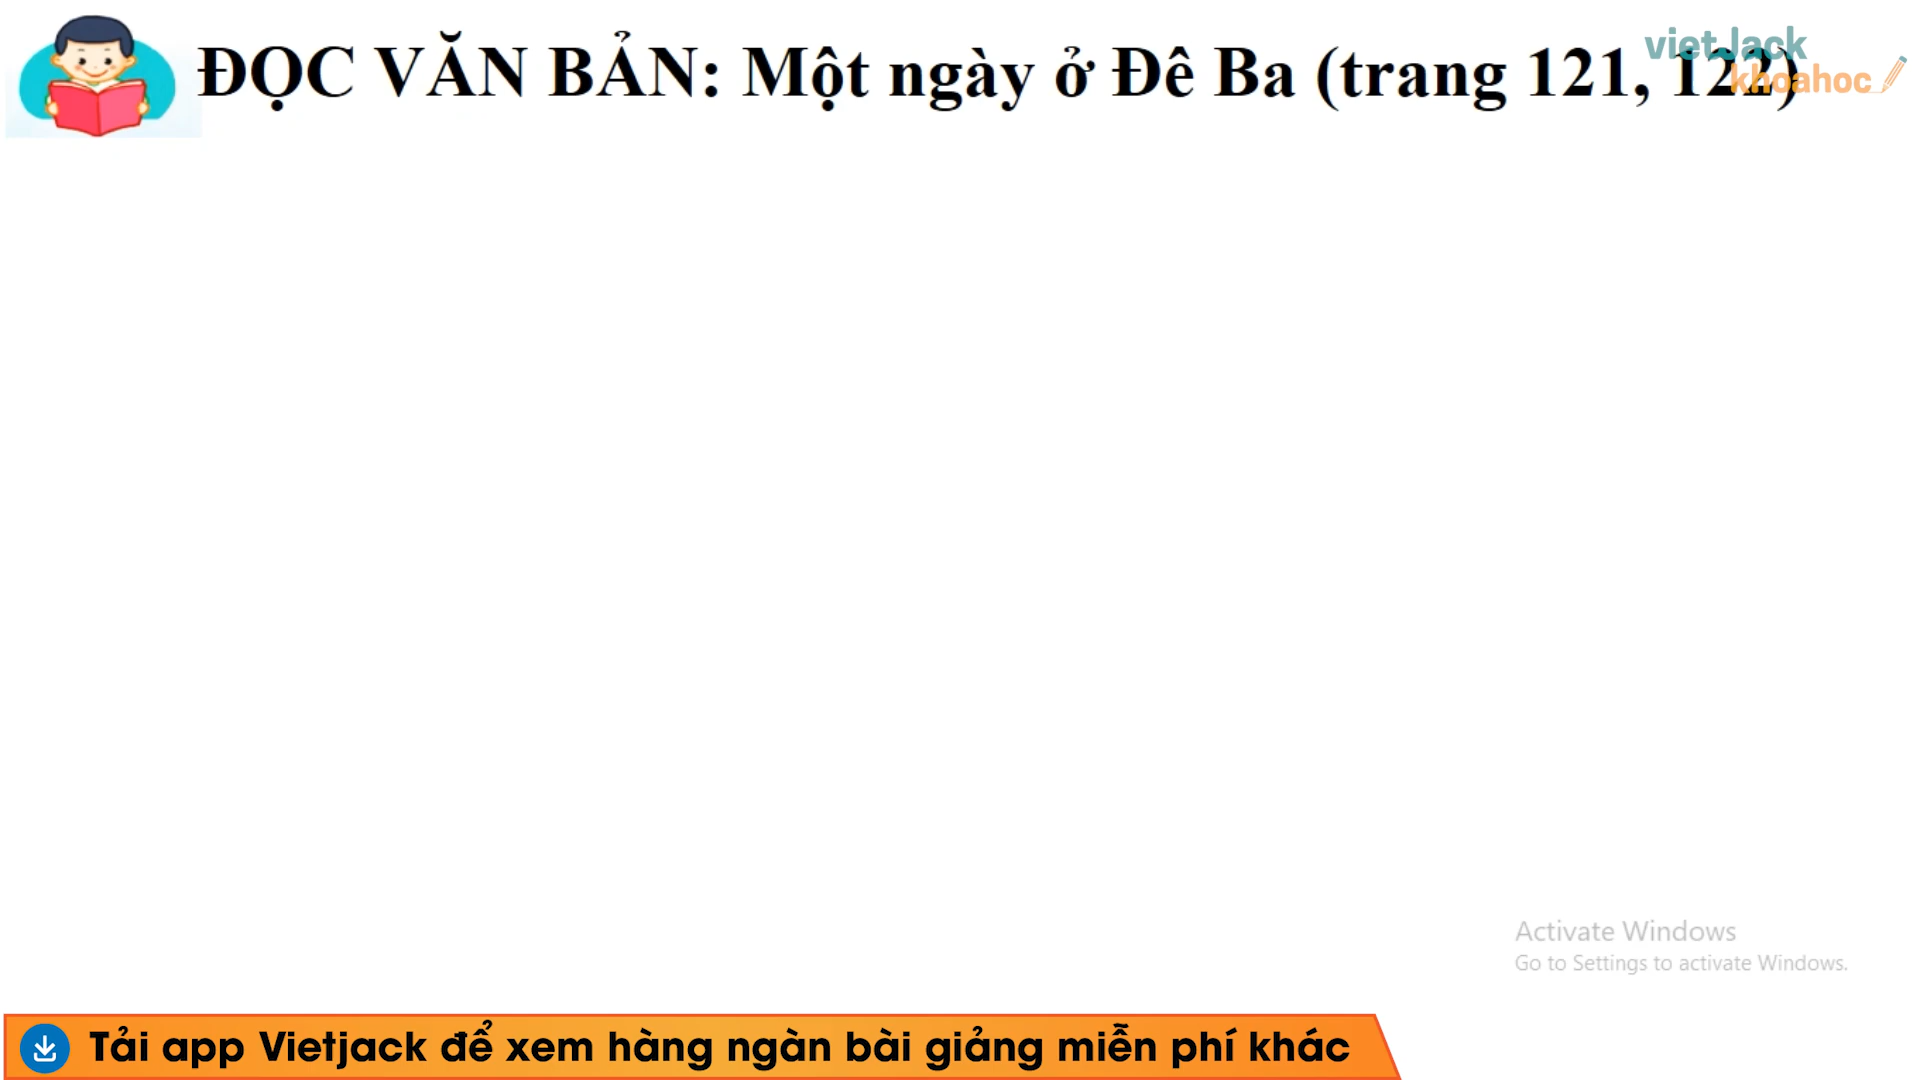 ĐỌC VĂN BẢN: Một ngày ở Đê Ba (trang 121, 122)
vietJack
khoahoc
Activate Windows
Go to Settings to activate Windows.
Tải app Vietjack để xem hàng ngàn bài giảng miễn phí khác